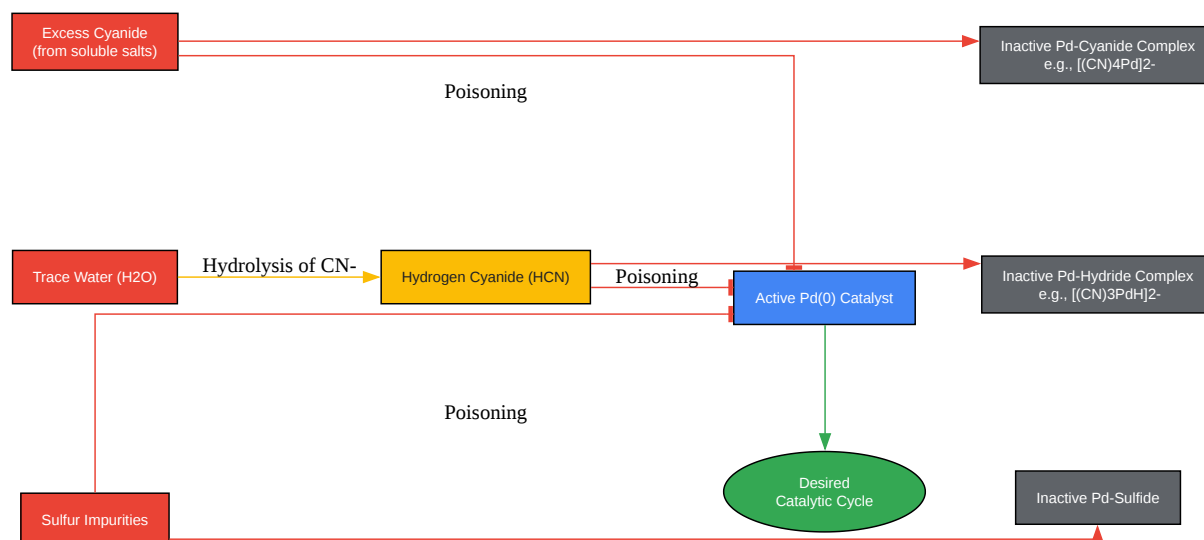 Excess Cyanide
(from soluble salts)
Inactive Pd-Cyanide Complex
e.g., [(CN)4Pd]2-
Poisoning
Trace Water (H2O)
Hydrolysis of CN-
Hydrogen Cyanide (HCN)
Poisoning
Active Pd(0) Catalyst
Inactive Pd-Hydride Complex
e.g., [(CN)3PdH]2-
Poisoning
Desired
Catalytic Cycle
Inactive Pd-Sulfide
Sulfur Impurities